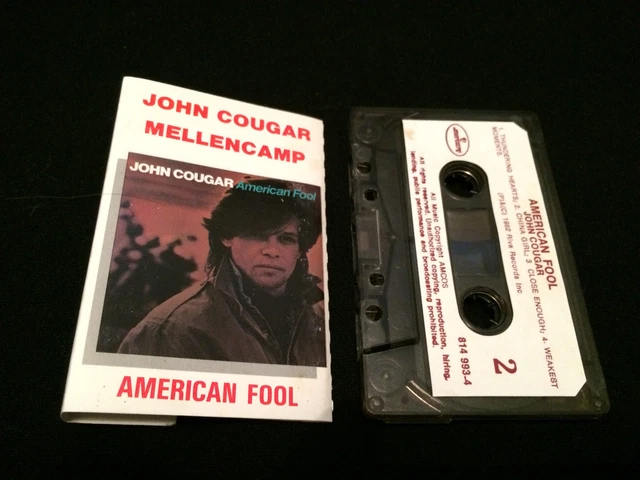 JOHN COUGAR
MELLENCAMP
JOHN COUGAR American Fool
AMERICAN FOOL
AMERICAN FOOL
JOHN COUGAR
1. THUNDERING HEARTS; 2. CHINA GIRL; 3. CLOSE ENOUGH; 4. WEAKEST
MOMENTS
(P)&(C) 1982 Riva Records Inc
All Music Copyright AMCOS
All rights reserved. Unauthorized copying, reproduction, hiring,
lending, public performance and broadcasting prohibited.
814 993-4
2